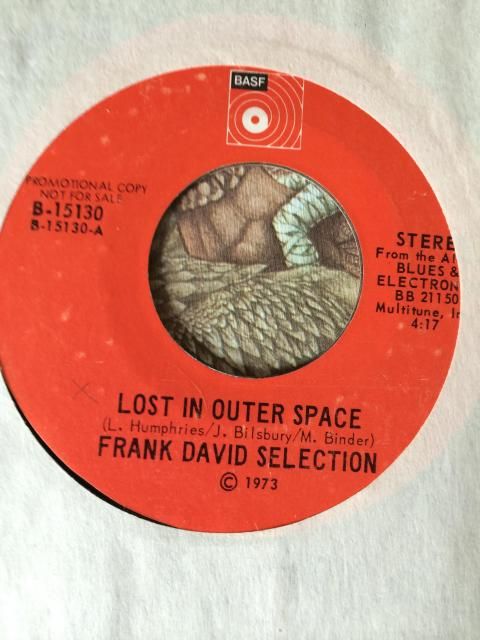 BASF
PROMOTIONAL COPY
NOT FOR SALE
B-15130
B-15130-A
STERE
From the Al
BLUES &
ELECTRON
BB 21150
Multitune, In
4:17
LOST IN OUTER SPACE
(L. Humphries/J. Bilsbury/M. Binder)
FRANK DAVID SELECTION
© 1973